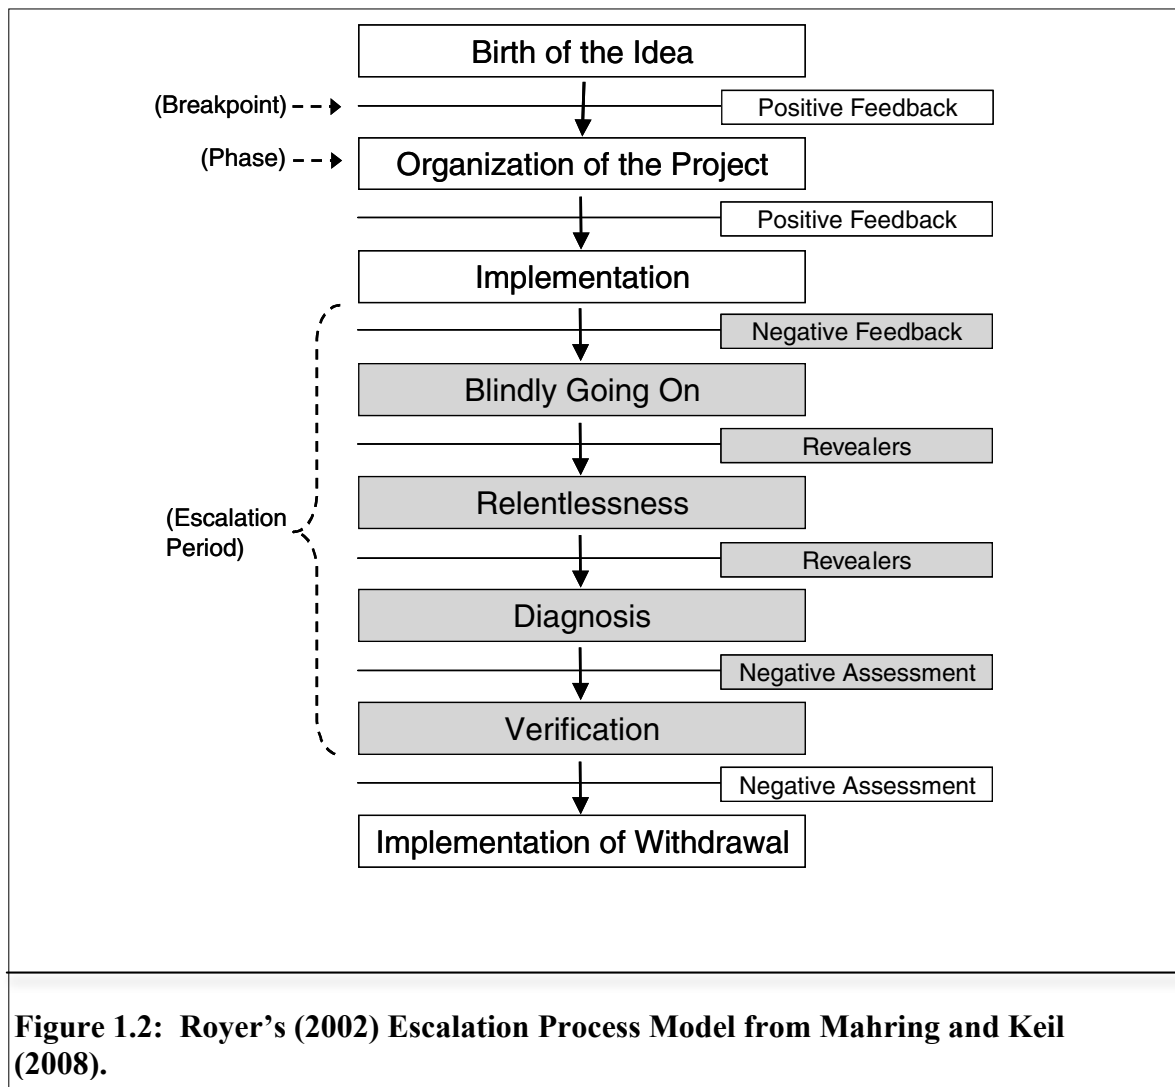 Birth of the Idea
(Breakpoint)
Positive Feedback
(Phase)
Organization of the Project
Positive Feedback
Implementation
Negative Feedback
Blindly Going On
Revealers
Relentlessness
(Escalation
Period)
Revealers
Diagnosis
Negative Assessment
Verification
Negative Assessment
Implementation of Withdrawal
Figure 1.2:  Royer’s (2002) Escalation Process Model from Mahring and Keil
(2008).